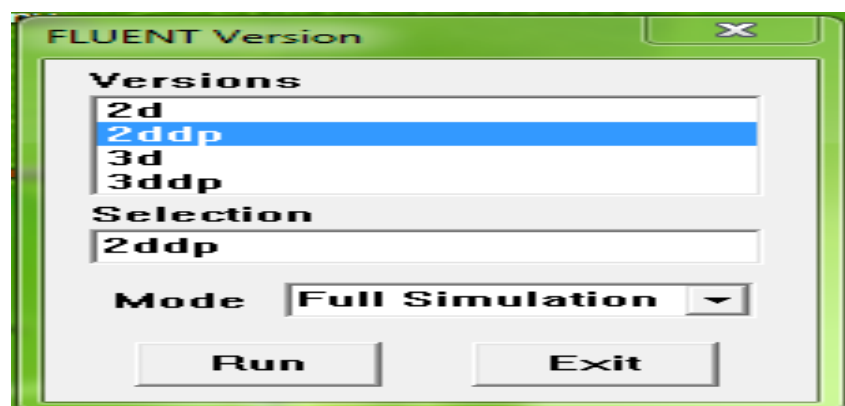 FLUENT Version
Versions
2d
2ddp
3d
3ddp
Selection
2ddp
Mode Full Simulation
Run Exit